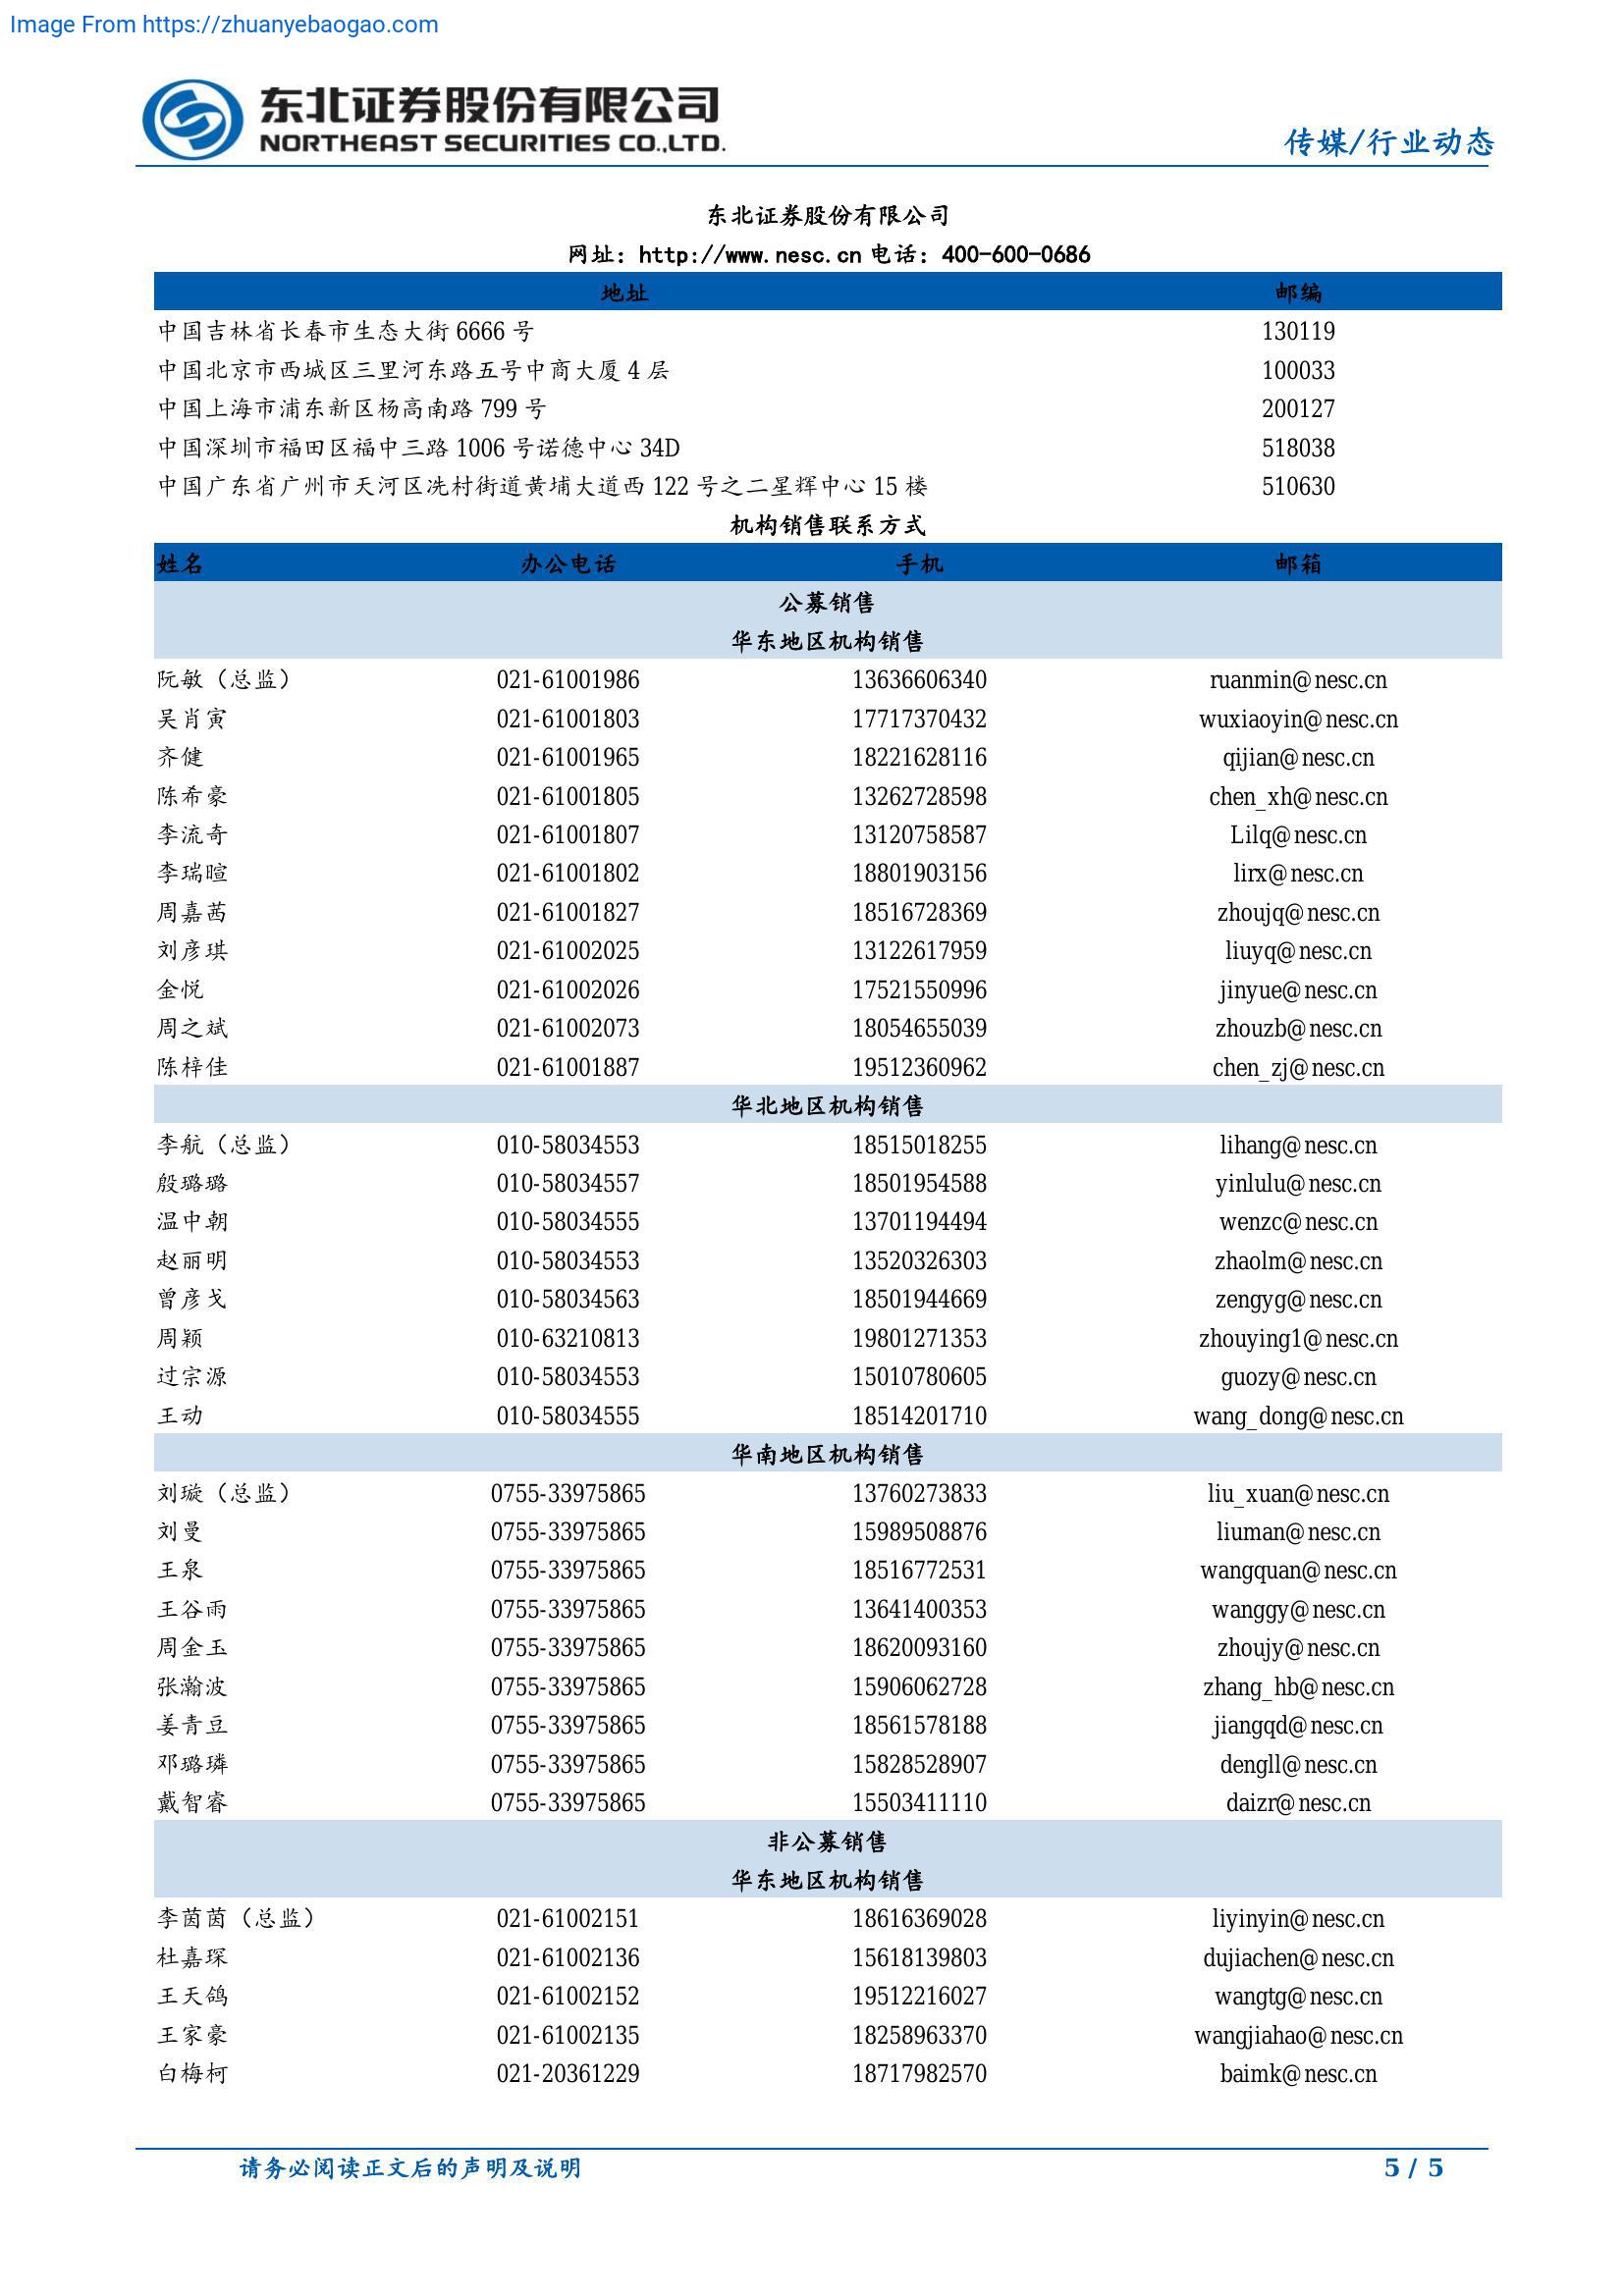 Image From https://zhuanyebaogao.com
东北证券股份有限公司
NORTHEAST SECURITIES CO.,LTD.
传媒/行业动态
东北证券股份有限公司
网址：http://www.nesc.cn 电话：400-600-0686
地址 邮编
中国吉林省长春市生态大街 6666 号 130119
中国北京市西城区三里河东路五号中商大厦 4 层 100033
中国上海市浦东新区杨高南路 799 号 200127
中国深圳市福田区福中三路 1006 号诺德中心 34D 518038
中国广东省广州市天河区冼村街道黄埔大道西 122 号之二星辉中心 15 楼 510630
机构销售联系方式
姓名 办公电话 手机 邮箱
公募销售
华东地区机构销售
阮敏（总监） 021-61001986 13636606340 ruanmin@nesc.cn
吴肖寅 021-61001803 17717370432 wuxiaoyin@nesc.cn
齐健 021-61001965 18221628116 qijian@nesc.cn
陈希豪 021-61001805 13262728598 chen_xh@nesc.cn
李流奇 021-61001807 13120758587 Lilq@nesc.cn
李瑞暄 021-61001802 18801903156 lirx@nesc.cn
周嘉茜 021-61001827 18516728369 zhoujq@nesc.cn
刘彦琪 021-61002025 13122617959 liuyq@nesc.cn
金悦 021-61002026 17521550996 jinyue@nesc.cn
周之斌 021-61002073 18054655039 zhouzb@nesc.cn
陈梓佳 021-61001887 19512360962 chen_zj@nesc.cn
华北地区机构销售
李航（总监） 010-58034553 18515018255 lihang@nesc.cn
殷璐璐 010-58034557 18501954588 yinlulu@nesc.cn
温中朝 010-58034555 13701194494 wenzc@nesc.cn
赵丽明 010-58034553 13520326303 zhaolm@nesc.cn
曾彦戈 010-58034563 18501944669 zengyg@nesc.cn
周颖 010-63210813 19801271353 zhouying1@nesc.cn
过宗源 010-58034553 15010780605 guozy@nesc.cn
王动 010-58034555 18514201710 wang_dong@nesc.cn
华南地区机构销售
刘璇（总监） 0755-33975865 13760273833 liu_xuan@nesc.cn
刘曼 0755-33975865 15989508876 liuman@nesc.cn
王泉 0755-33975865 18516772531 wangquan@nesc.cn
王谷雨 0755-33975865 13641400353 wanggy@nesc.cn
周金玉 0755-33975865 18620093160 zhoujy@nesc.cn
张瀚波 0755-33975865 15906062728 zhang_hb@nesc.cn
姜青豆 0755-33975865 18561578188 jiangqd@nesc.cn
邓璐璘 0755-33975865 15828528907 dengll@nesc.cn
戴智睿 0755-33975865 15503411110 daizr@nesc.cn
非公募销售
华东地区机构销售
李茵茵（总监） 021-61002151 18616369028 liyinyin@nesc.cn
杜嘉琛 021-61002136 15618139803 dujiachen@nesc.cn
王天鸽 021-61002152 19512216027 wangtg@nesc.cn
王家豪 021-61002135 18258963370 wangjiahao@nesc.cn
白梅柯 021-20361229 18717982570 baimk@nesc.cn
请务必阅读正文后的声明及说明 5 / 5